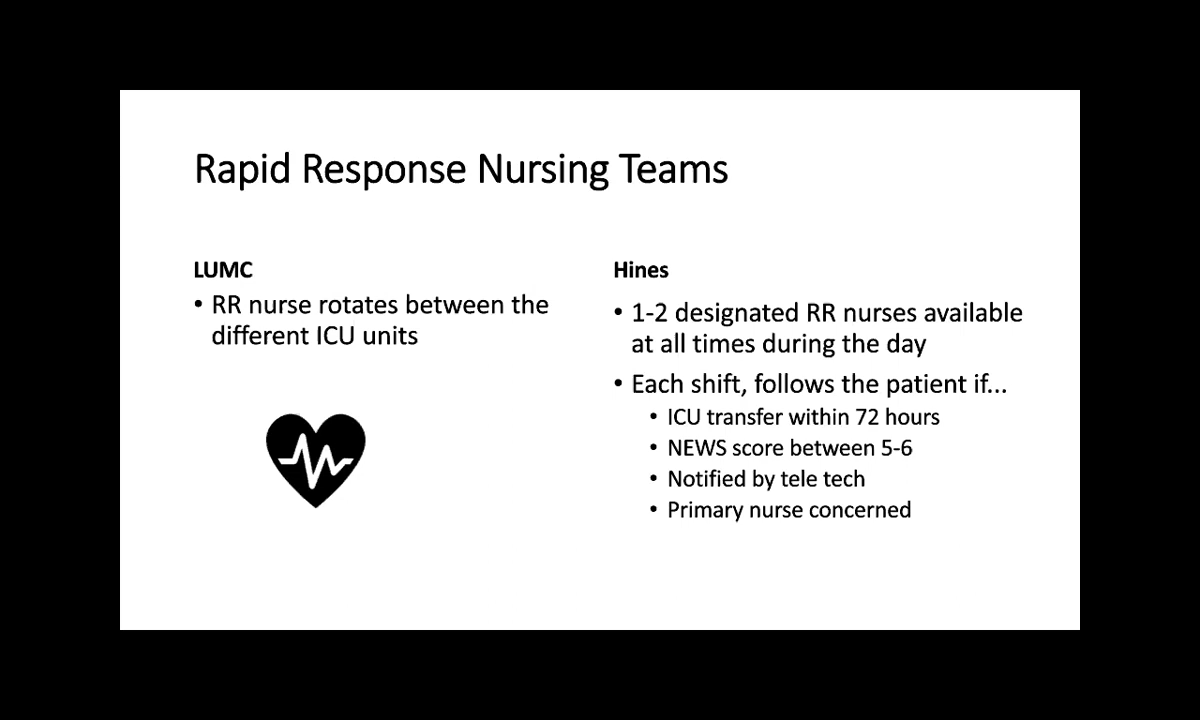 Rapid Response Nursing Teams
LUMC
• RR nurse rotates between the
different ICU units
Hines
• 1-2 designated RR nurses available
at all times during the day
• Each shift, follows the patient if...
• ICU transfer within 72 hours
• NEWS score between 5-6
• Notified by tele tech
• Primary nurse concerned